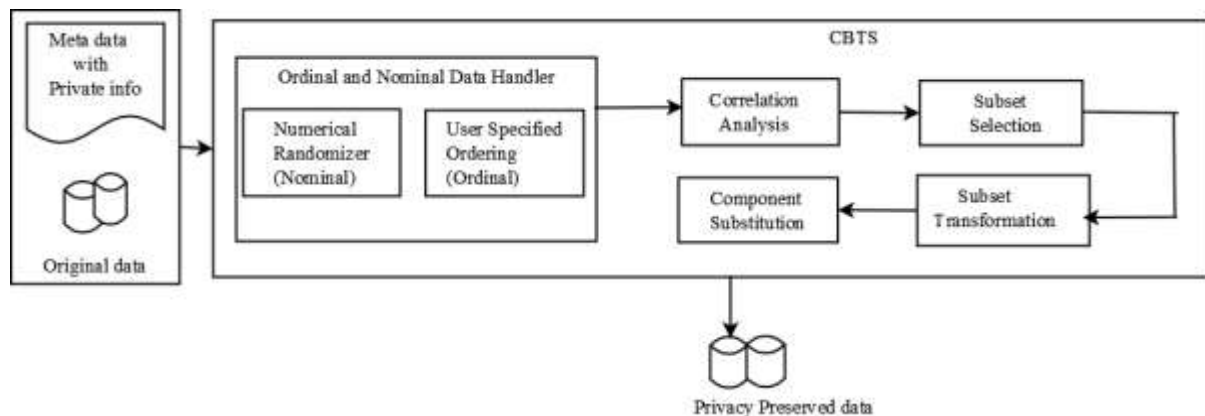 Meta data
with
Private info
Original data
CBTS
Ordinal and Nominal Data Handler
Numerical
Randomizer
(Nominal)
User Specified
Ordering
(Ordinal)
Correlation
Analysis
Subset
Selection
Component
Substitution
Subset
Transformation
Privacy Preserved data